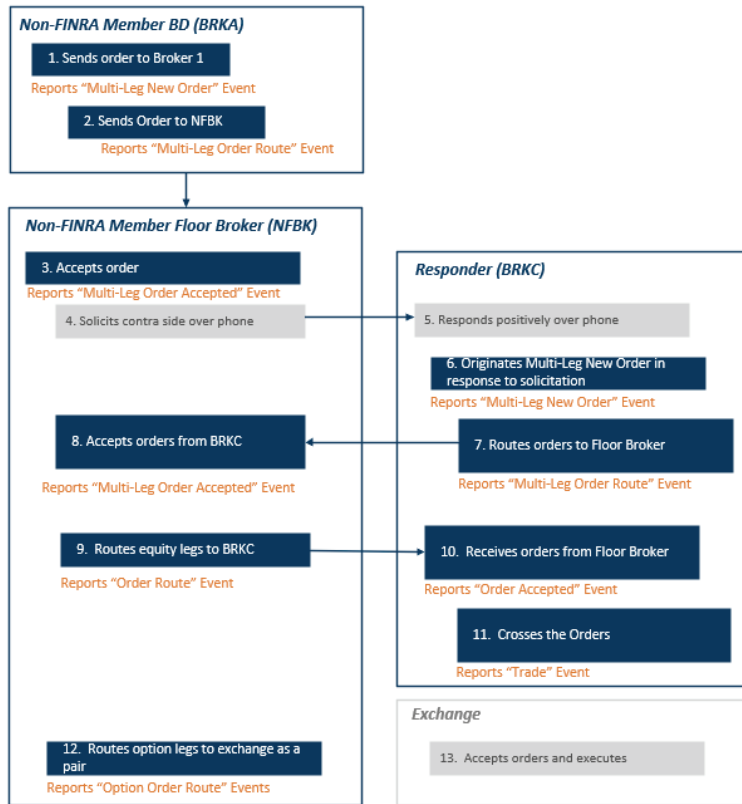 Non-FINRA Member BD (BRKA)
1. Sends order to Broker 1
Reports “Multi-Leg New Order” Event
2. Sends Order to NFBK
Reports “Multi-Leg Order Route” Event
Non-FINRA Member Floor Broker (NFBK)
3. Accepts order
Reports “Multi-Leg Order Accepted” Event
4. Solicits contra side over phone
Responder (BRKC)
5. Responds positively over phone
6. Originates Multi-Leg New Order in
response to solicitation
Reports “Multi-Leg New Order” Event
8. Accepts orders from BRKC
Reports “Multi-Leg Order Accepted” Event
7. Routes orders to Floor Broker
Reports “Multi-Leg Order Route” Event
9. Routes equity legs to BRKC
Reports “Order Route” Event
10. Receives orders from Floor Broker
Reports “Order Accepted” Event
11. Crosses the Orders
Reports “Trade” Event
12. Routes option legs to exchange as a
pair
Reports “Option Order Route” Events
Exchange
13. Accepts orders and executes